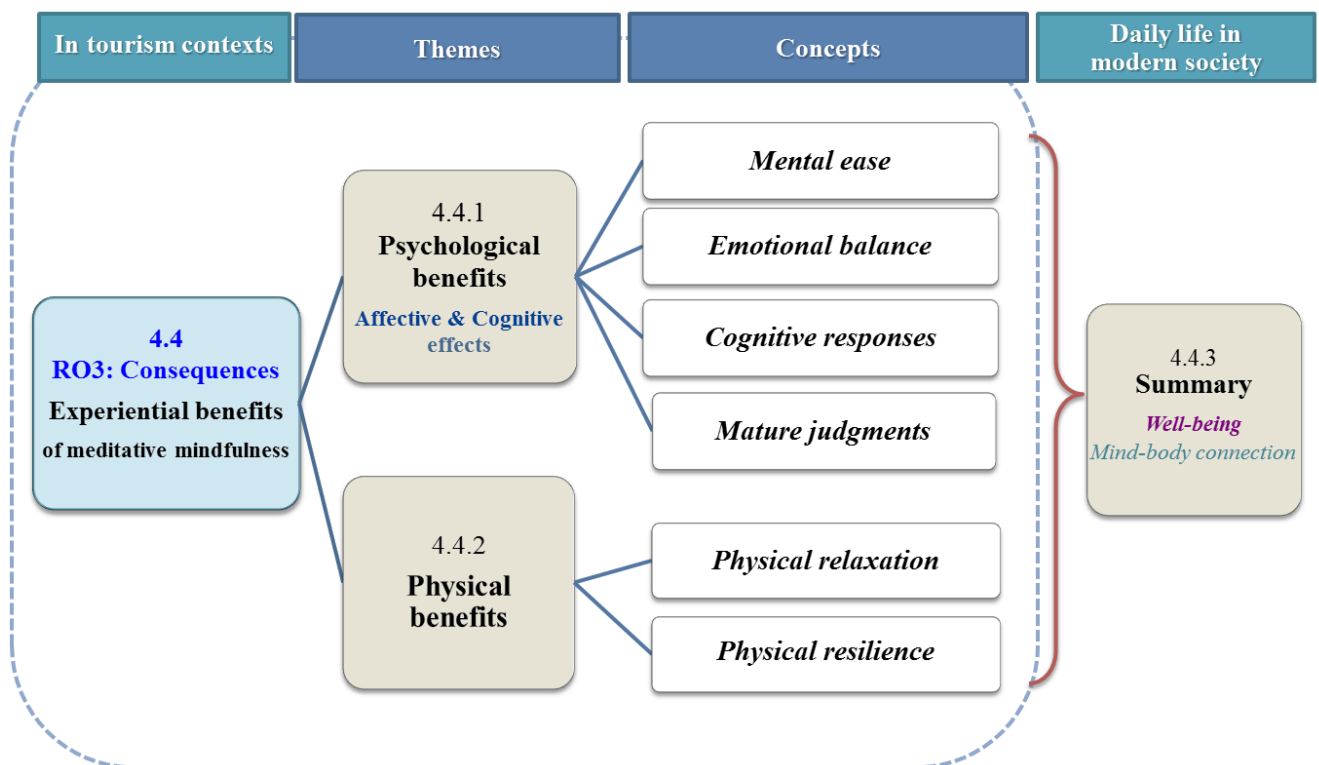 In tourism contexts
Themes
Concepts
Daily life in
modern society
4.4
RO3: Consequences
Experiential benefits
of meditative mindfulness
4.4.1
Psychological
benefits
Affective & Cognitive
effects
Mental ease
Emotional balance
Cognitive responses
Mature judgments
4.4.2
Physical
benefits
Physical relaxation
Physical resilience
4.4.3
Summary
Well-being
Mind-body connection